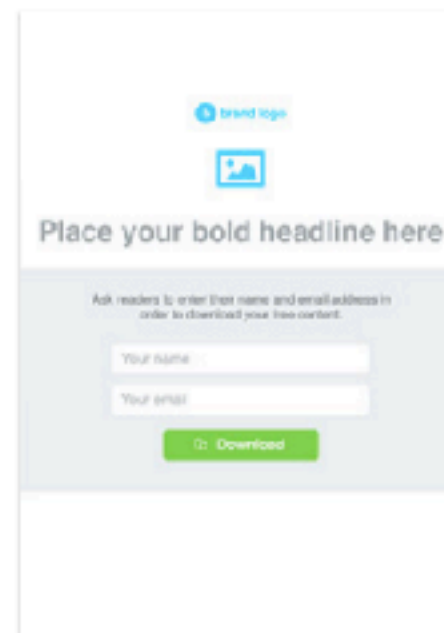 brand logo
Place your bold headline here
Ask readers to enter their name and email address in
order to download your free content.
Your name
Your email
Download